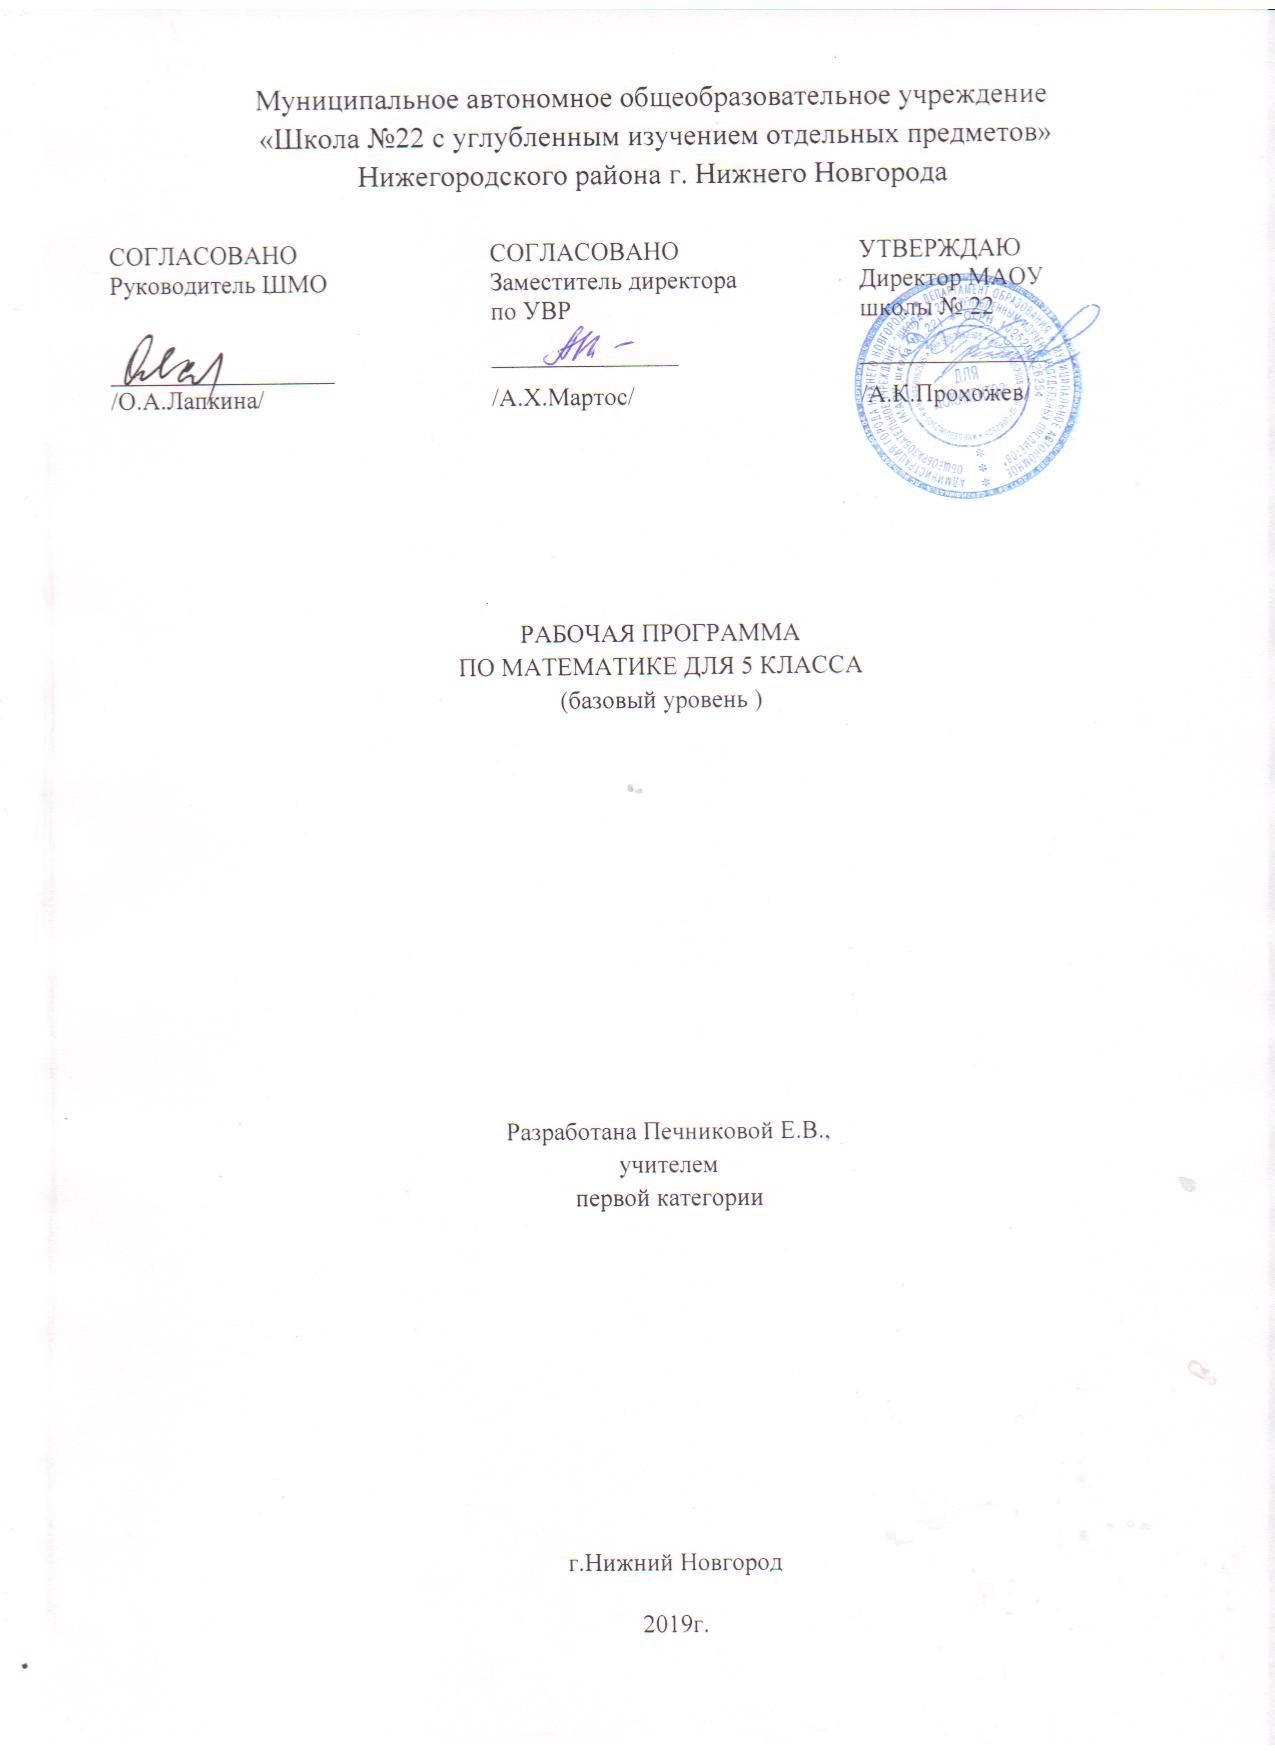 Муниципальное автономное общеобразовательное учреждение
«Школа №22 с углубленным изучением отдельных предметов»
Нижегородского района г. Нижнего Новгорода
СОГЛАСОВАНО
Руководитель ШМО
/О.А.Лапкина/
СОГЛАСОВАНО
Заместитель директора
по УВР
/А.Х.Мартос/
УТВЕРЖДАЮ
Директор МАОУ
школы № 22
/А.К.Прохожев/
ДЛЯ
РАБОЧАЯ ПРОГРАММА
ПО МАТЕМАТИКЕ ДЛЯ 5 КЛАССА
(базовый уровень )
Разработана Печниковой Е.В.,
учителем
первой категории
г.Нижний Новгород
2019г.